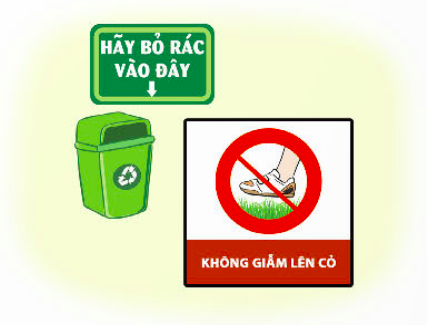 HÃY BỎ RÁC
VÀO ĐÂY
KHÔNG GIẪM LÊN CỎ